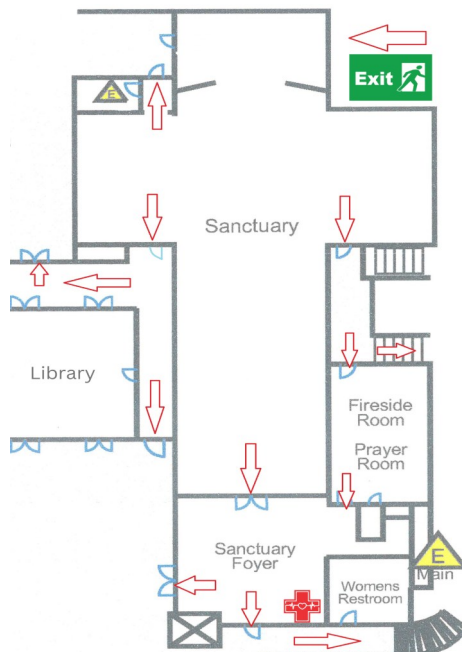 Exit
E
Sanctuary
Library
Fireside
Room
Prayer
Room
Sanctuary
Foyer
E
Main
Womens
Restroom